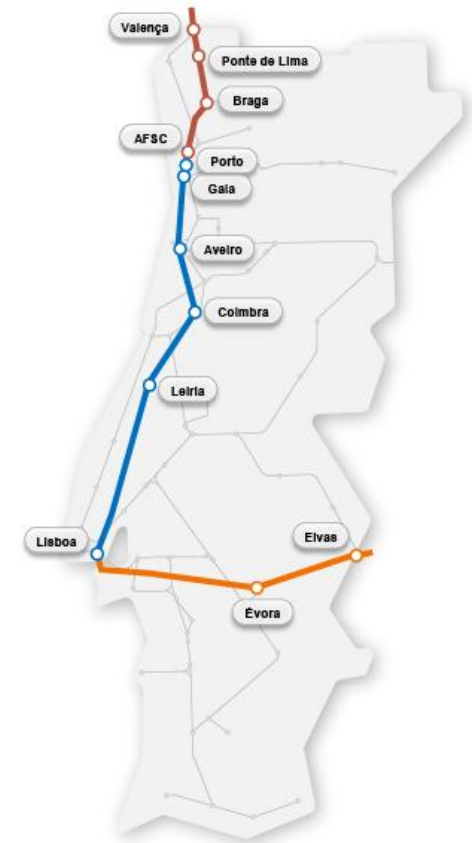 Valença
Ponte de Lima
Braga
AFSC
Porto
Gaia
Aveiro
Coimbra
Leiria
Lisboa
Elvas
Évora